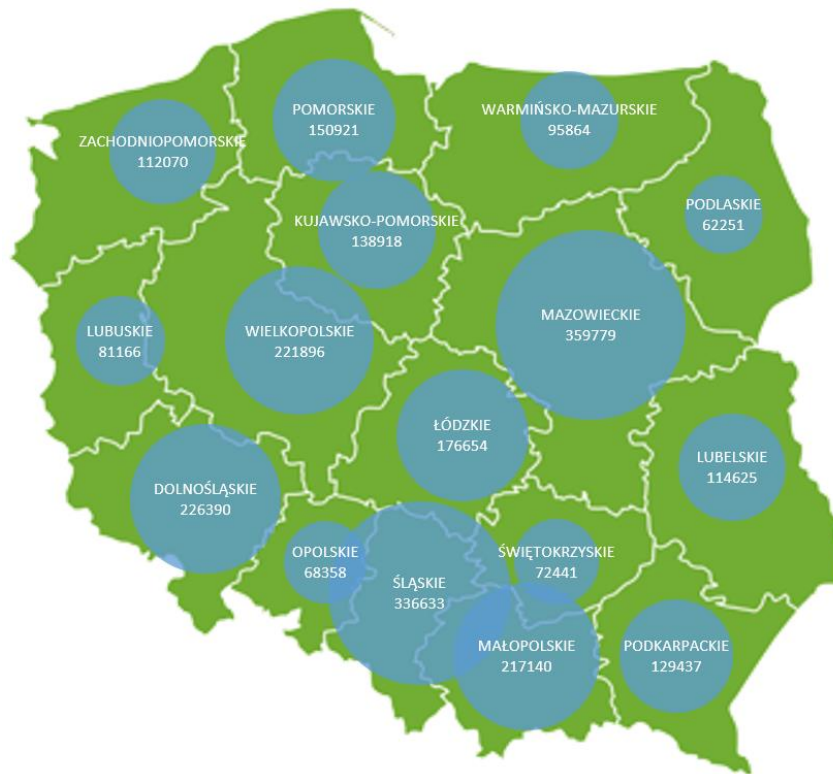 POMORSKIE
150921
WARMIŃSKO-MAZURSKIE
95864
ZACHODNIOPOMORSKIE
112070
PODLASKIE
62251
KUJAWSKO-POMORSKIE
138918
MAZOWIECKIE
359779
LUBUSKIE
81166
WIELKOPOLSKIE
221896
ŁÓDZKIE
176654
LUBELSKIE
114625
DOLNOŚLĄSKIE
226390
OPOLSKIE
68358
ŚWIĘTOKRZYSKIE
72441
ŚLĄSKIE
336633
MAŁOPOLSKIE
217140
PODKARPACKIE
129437